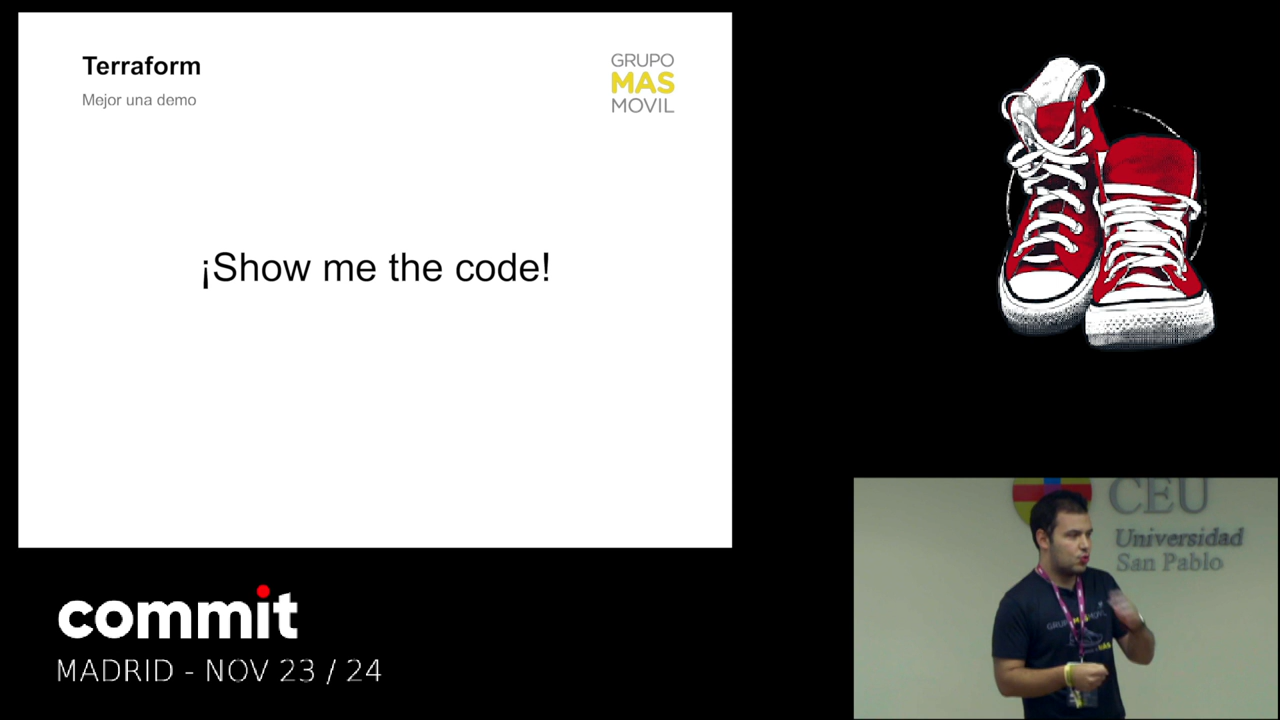 Terraform
Mejor una demo
GRUPO
MAS
MOVIL
¡Show me the code!
commit
MADRID - NOV 23 / 24
CEU
Universidad
San Pablo